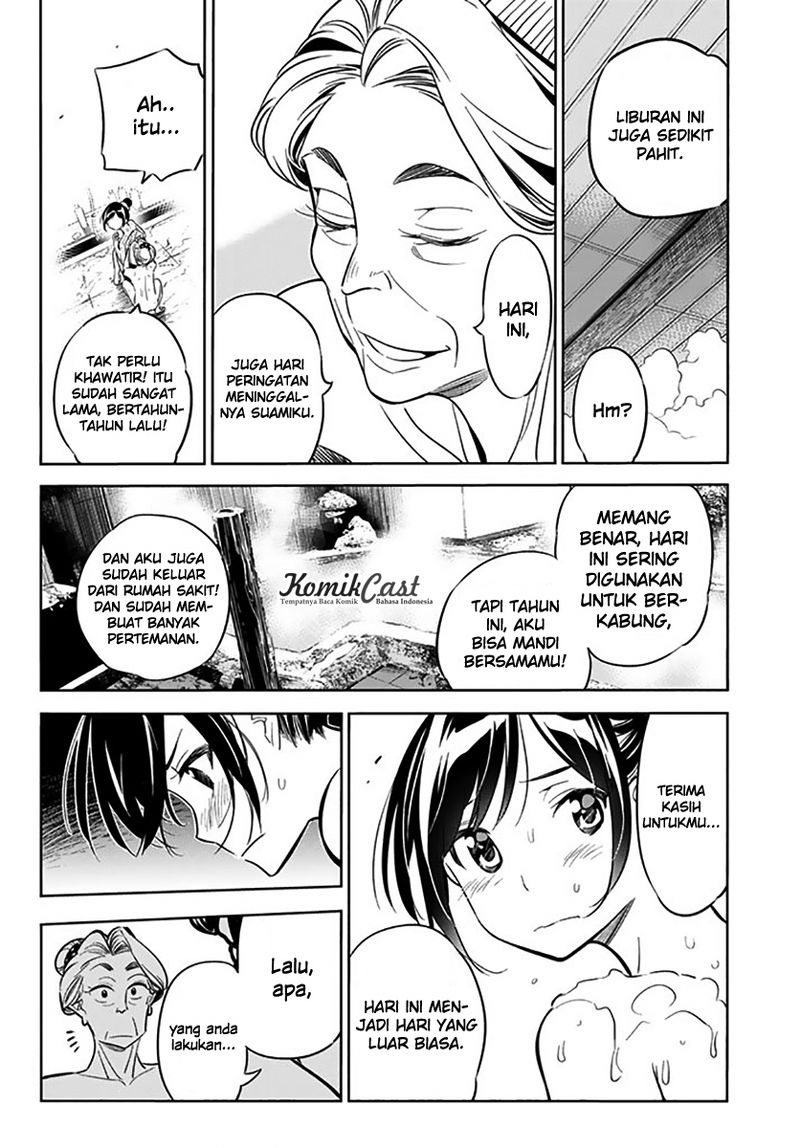 LIBURAN INI
JUGA SEDIKIT
PAHIT.
Hm?
HARI
INI,
JUGA HARI
PERINGATAN
MENINGGAL-
NYA SUAMIKU.
Ah..
itu...
TAK PERLU
KHAWATIR! ITU
SUDAH SANGAT
LAMA, BERTAHUN-
TAHUN LALU!
MEMANG
BENAR, HARI
INI SERING
DIGUNAKAN
UNTUK BER-
KABUNG,
TAPI TAHUN
INI, AKU
BISA MANDI
BERSAMAMU!
KomikCast
Tempatnya Baca Komik Bahasa Indonesia
DAN AKU JUGA
SUDAH KELUAR
DARI RUMAH SAKIT!
DAN SUDAH MEM-
BUAT BANYAK
PERTEMANAN.
TERIMA
KASIH
UNTUKMU...
HARI INI MEN-
JADI HARI YANG
LUAR BIASA.
Lalu,
apa,
yang anda
lakukan...